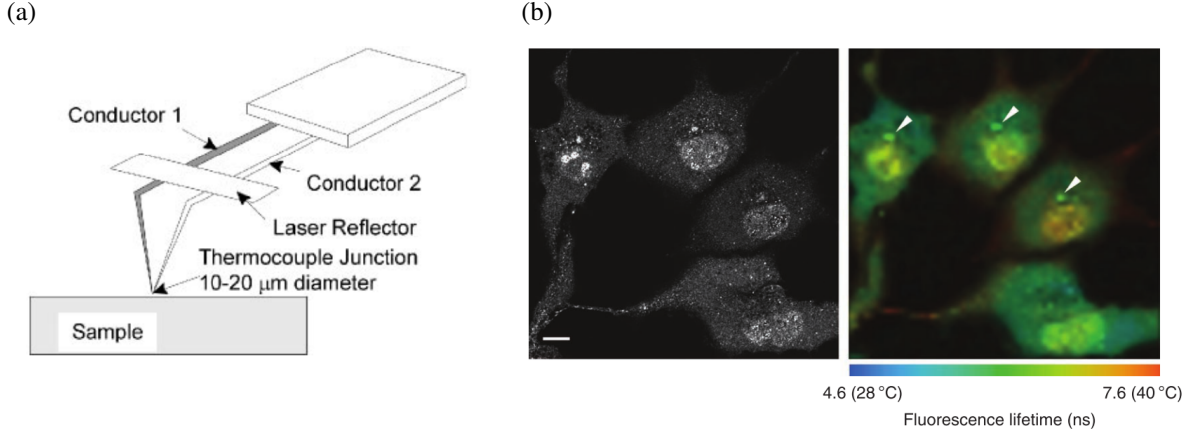 (a)
Conductor 1
Conductor 2
Laser Reflector
Thermocouple Junction
10-20 μm diameter
Sample
(b)
4.6 (28 °C)
7.6 (40 °C)
Fluorescence lifetime (ns)